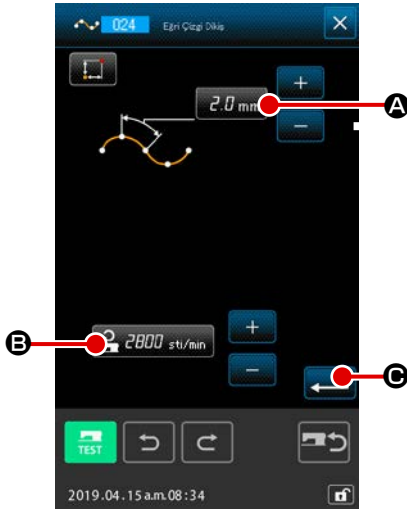 024 Eğri Çizgi Dikiş
2.0 mm
A
B
2800 sti/min
C
TEST
2019.04.15 a.m. 08:34